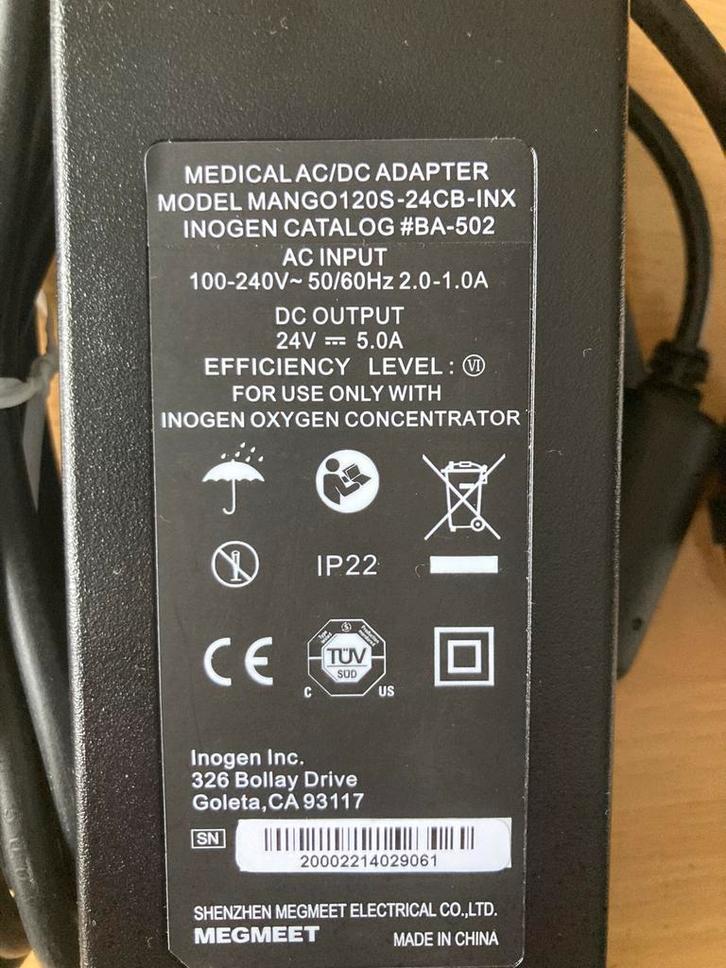 MEDICAL AC/DC ADAPTER
MODEL MANGO120S-24CB-INX
INOGEN CATALOG #BA-502
AC INPUT
100-240V~ 50/60Hz 2.0-1.0A
DC OUTPUT
24V ⎓ 5.0A
EFFICIENCY LEVEL: Ⓥ︎I
FOR USE ONLY WITH
INOGEN OXYGEN CONCENTRATOR
IP22
CE
TÜV
SÜD
C US
Inogen Inc.
326 Bollay Drive
Goleta,CA 93117
SN
20002214029061
SHENZHEN MEGMEET ELECTRICAL CO.,LTD.
MEGMEET
MADE IN CHINA